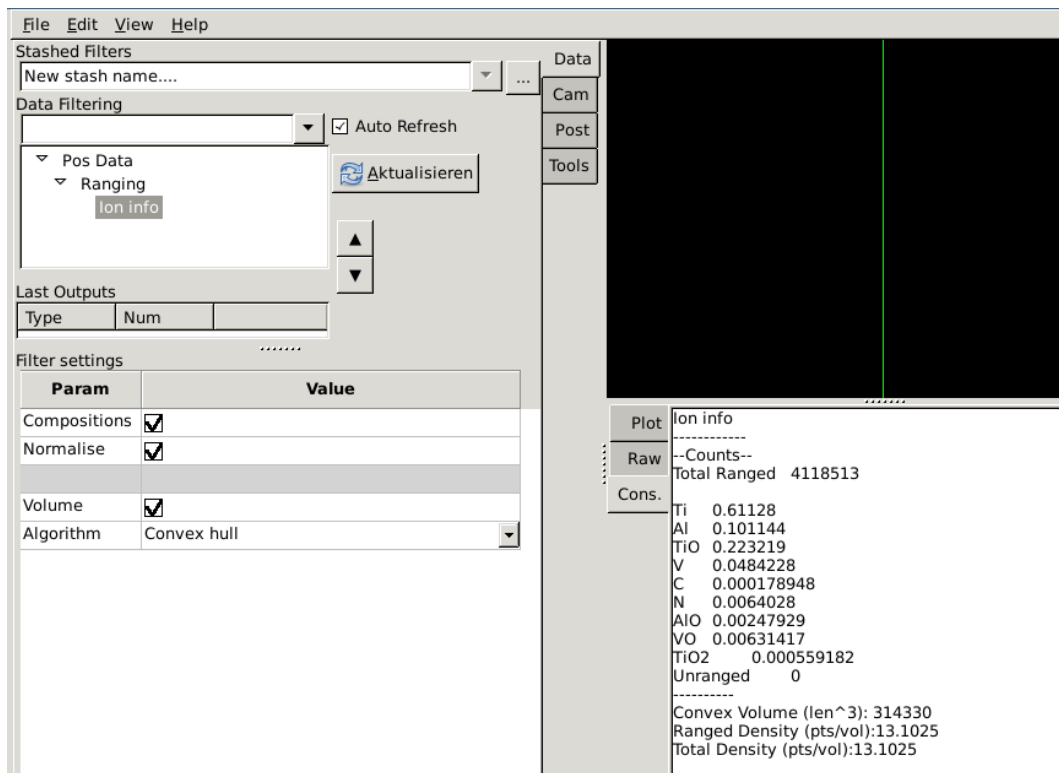 File Edit View Help
Stashed Filters
New stash name....
...
Data Filtering
Auto Refresh
Pos Data
Ranging
Ion info
Aktualisieren
Last Outputs
Type Num
Filter settings
Param Value
Compositions
Normalise
Volume
Algorithm Convex hull
Data
Cam
Post
Tools
Plot
Raw
Cons.
Ion info
------------
--Counts--
Total Ranged 4118513
Ti 0.61128
Al 0.101144
TiO 0.223219
V 0.0484228
C 0.000178948
N 0.0064028
AlO 0.00247929
VO 0.00631417
TiO2 0.000559182
Unranged 0
----------
Convex Volume (len^3): 314330
Ranged Density (pts/vol):13.1025
Total Density (pts/vol):13.1025